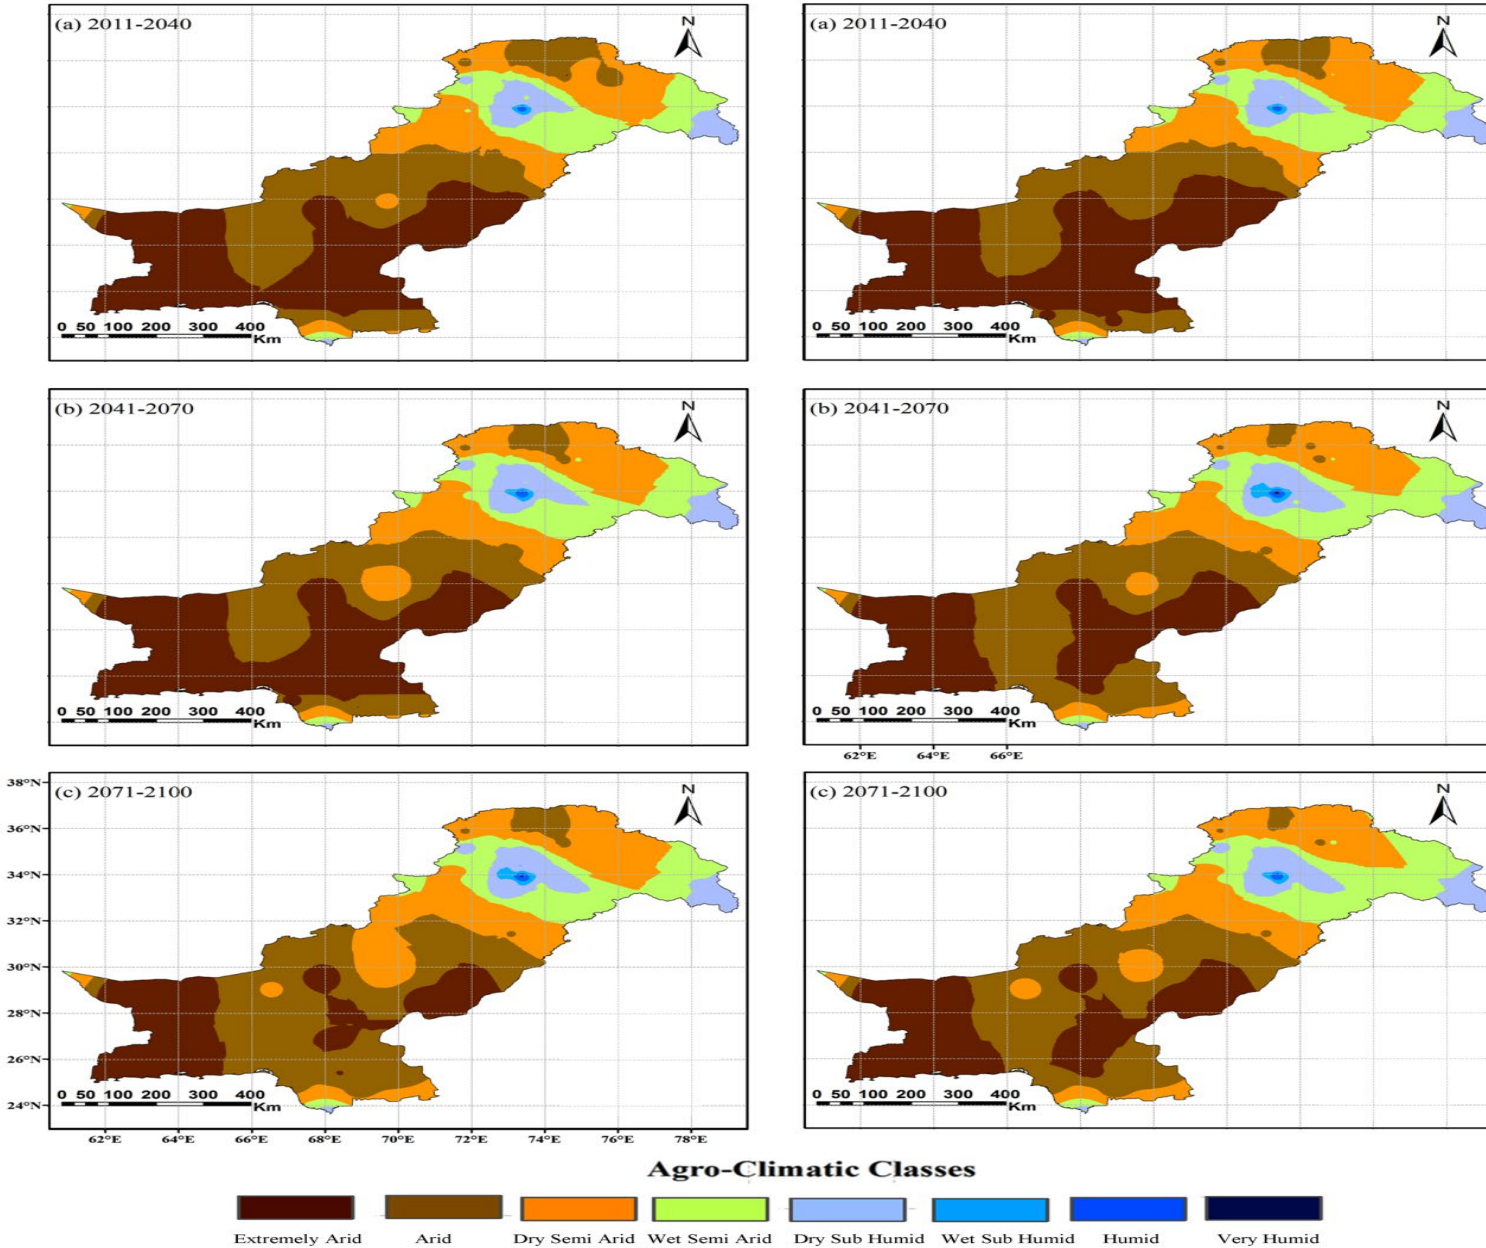 (a) 2011-2040
N
0 50 100 200 300 400
Km
(a) 2011-2040
N
0 50 100 200 300 400
Km
(b) 2041-2070
N
0 50 100 200 300 400
Km
(b) 2041-2070
N
0 50 100 200 300 400
Km
62°E 64°E 66°E
(c) 2071-2100
N
38°N
36°N
34°N
32°N
30°N
28°N
26°N
24°N
0 50 100 200 300 400
Km
62°E 64°E 66°E 68°E 70°E 72°E 74°E 76°E 78°E
(c) 2071-2100
N
0 50 100 200 300 400
Km
Agro-Climatic Classes
Extremely Arid Arid Dry Semi Arid Wet Semi Arid Dry Sub Humid Wet Sub Humid Humid Very Humid